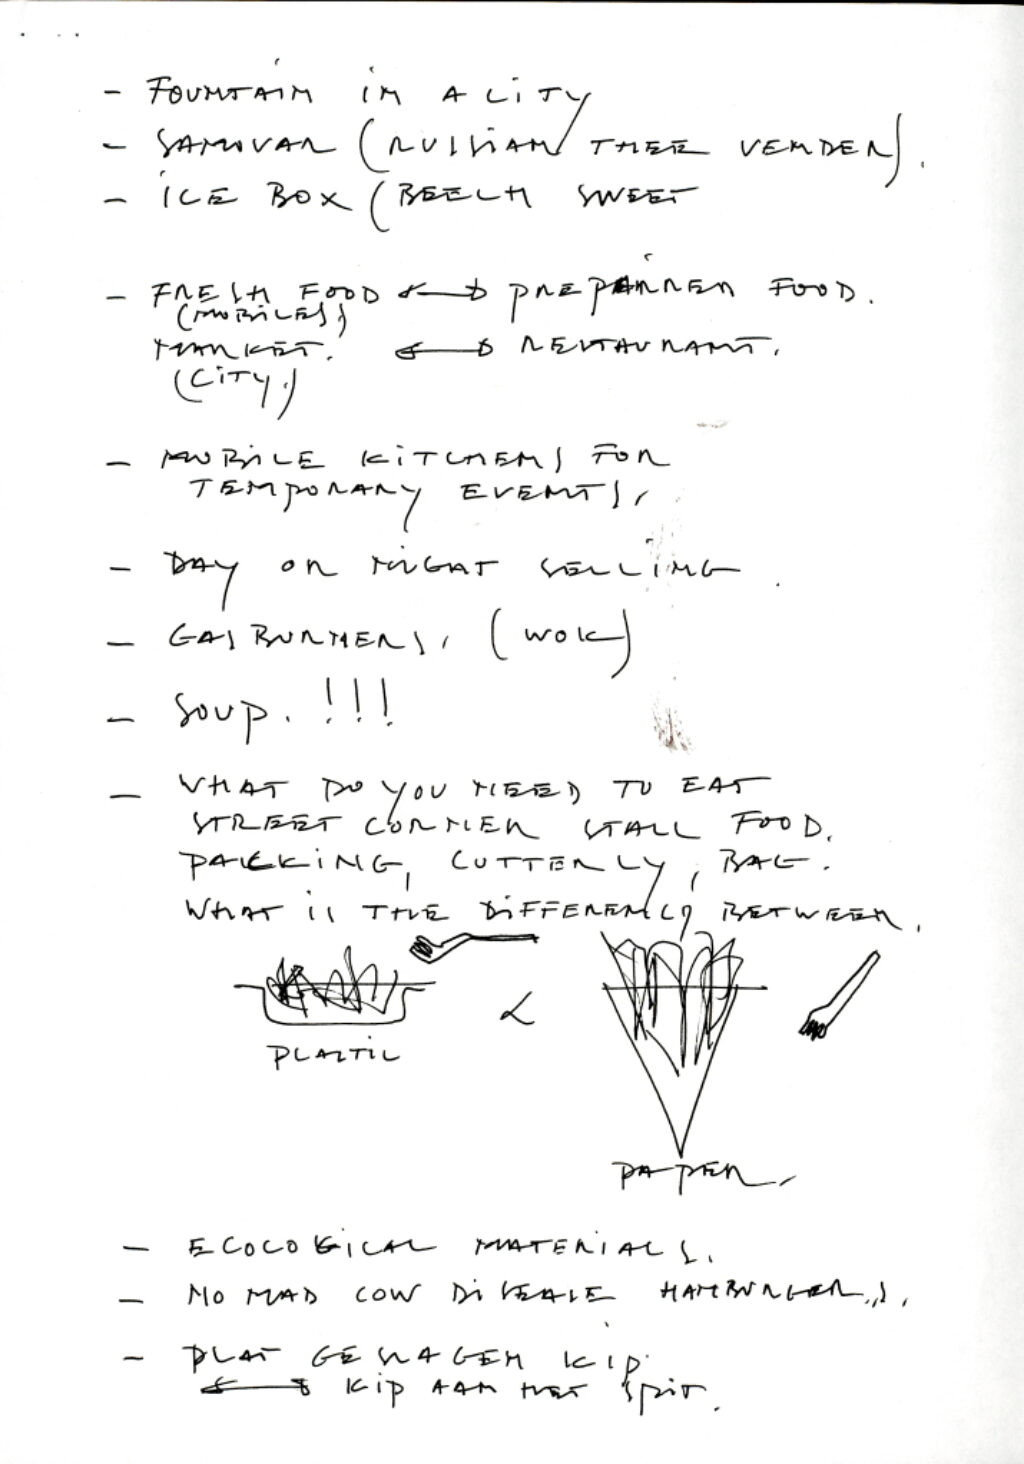 - FOUNTAIN IN A CITY
- SAMOVAR (RUSSIAN THEE VENDER).
- ICE BOX (BEECH SWEET
- FRESH FOOD ↔ PREPARRED FOOD.
(MOBILES)
MARKET. ↔ RESTAURANT.
(CITY.)
- MOBILE KITCHENS FOR
TEMPORARY EVENTS.
- DAY OR NIGHT SELLING.
- GASBURNERS. (WOK)
- SOUP. !!!
- WHAT DO YOU NEED TO EAT
STREET CORNER STALL FOOD.
PACKING, CUTTERLY, BAG.
WHAT IS THE DIFFERENCY BETWEEN.
PLASTIC
&
PAPER.
- ECOLOGICAL MATERIALS.
- NO MAD COW DISEASE HAMBURGER,,).
- PLAT GESLAGEN KIP.
↔ KIP AAN HET SPIT.